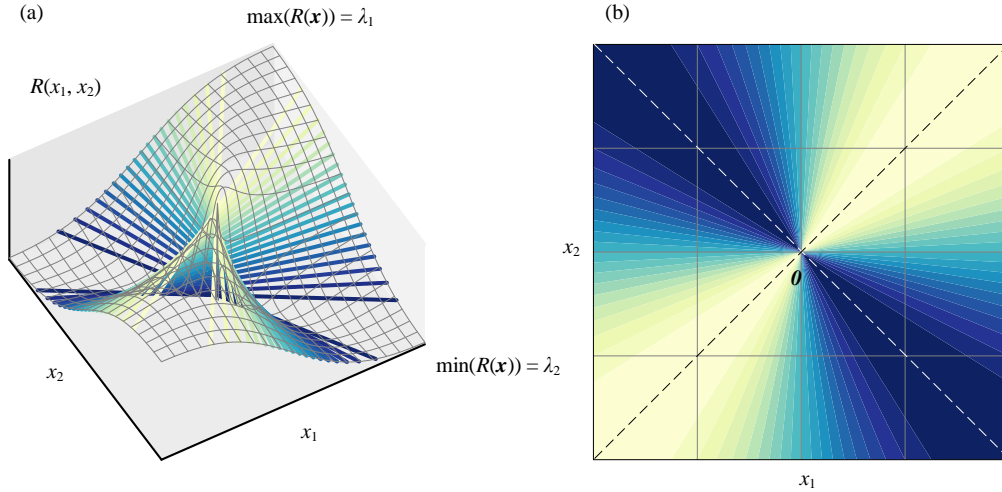 (a)
max(R(x)) = λ₁
R(x₁, x₂)
x₂
x₁
min(R(x)) = λ₂
(b)
x₂
0
x₁